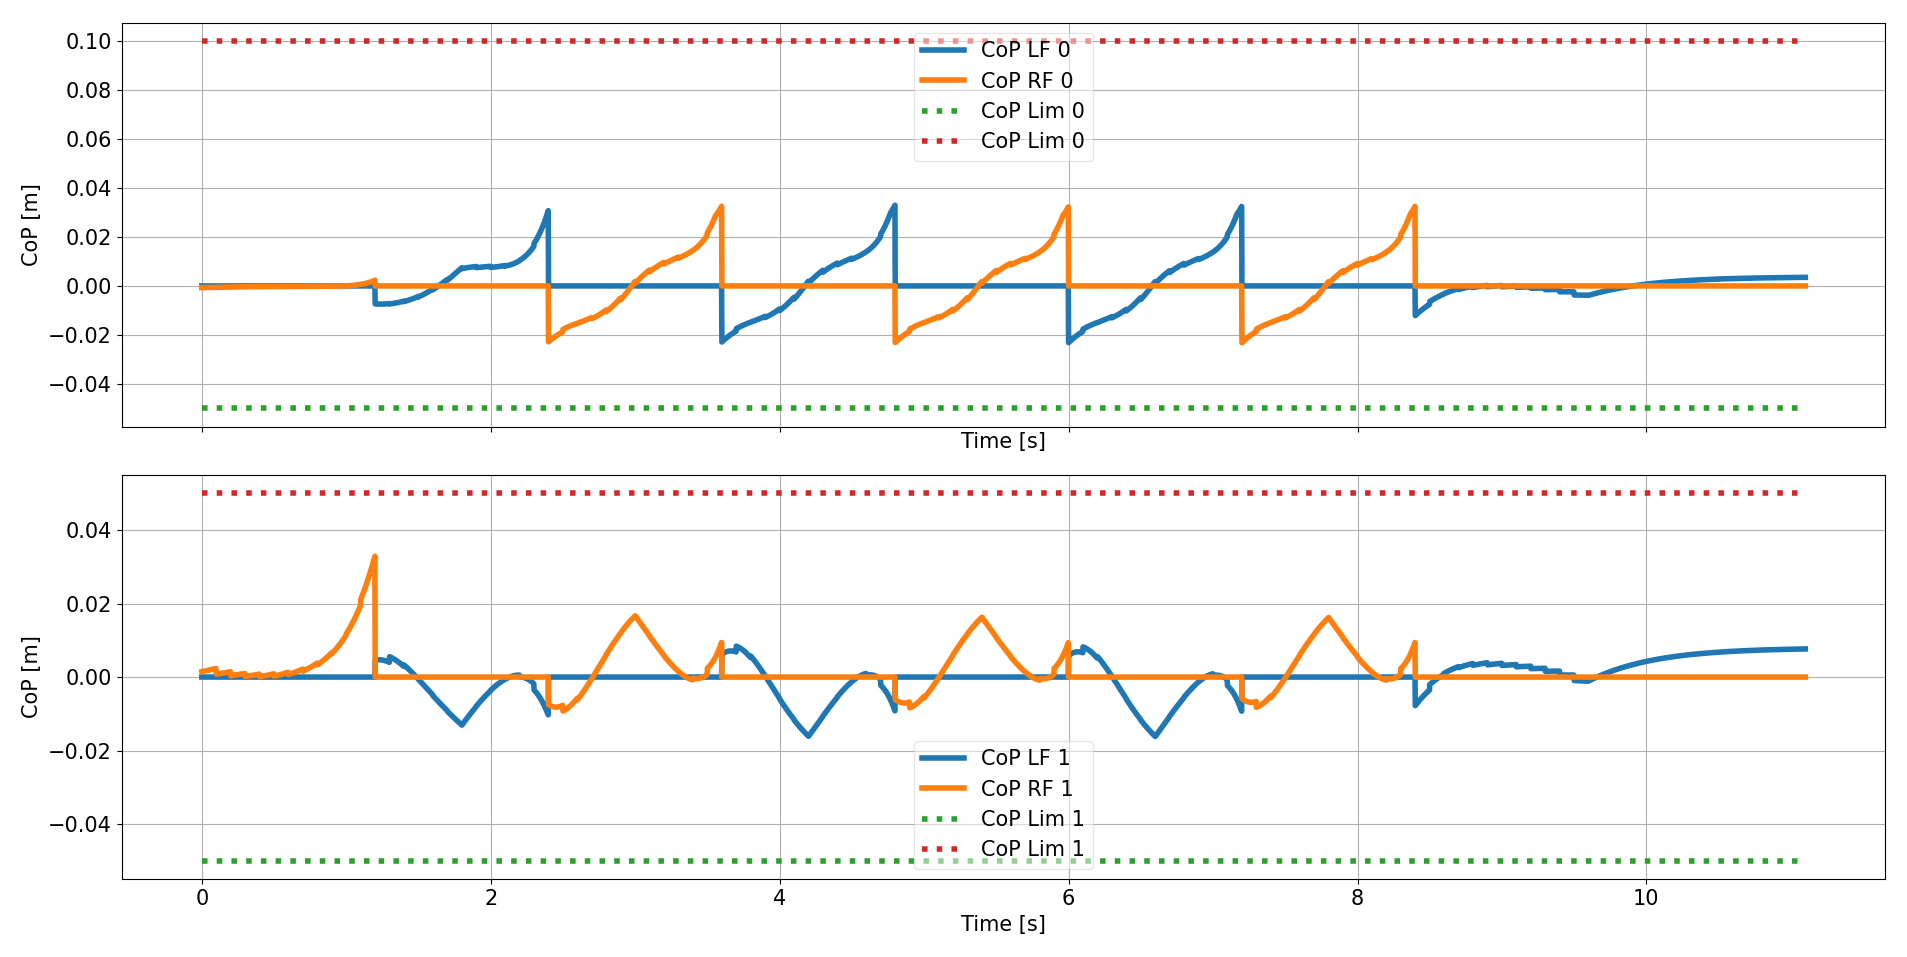 0.10
0.08
0.06
0.04
0.02
0.00
−0.02
−0.04
CoP [m]
CoP LF 0
CoP RF 0
CoP Lim 0
CoP Lim 0
Time [s]
0.04
0.02
0.00
−0.02
−0.04
CoP [m]
CoP LF 1
CoP RF 1
CoP Lim 1
CoP Lim 1
0 2 4 6 8 10
Time [s]